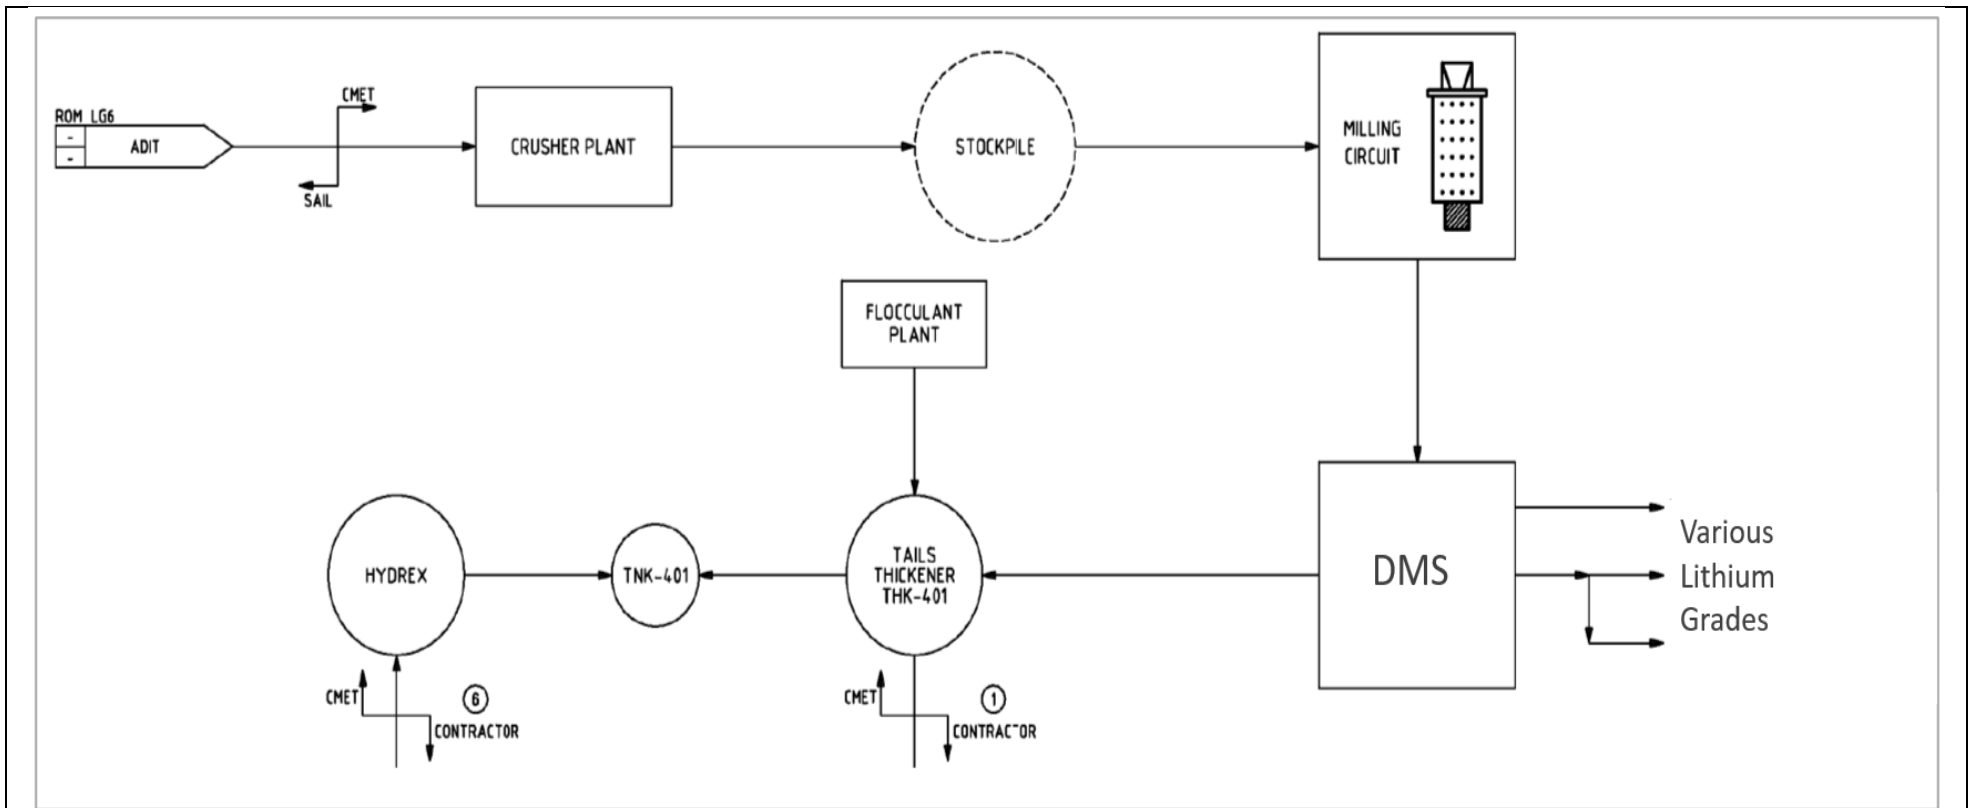 ROM LG6
-
-
ADIT
CMET
SAIL
CRUSHER PLANT
STOCKPILE
MILLING
CIRCUIT
FLOCCULANT
PLANT
HYDREX
TNK-401
TAILS
THICKENER
THK-401
DMS
Various
Lithium
Grades
CMET
6
CONTRACTOR
CMET
1
CONTRACTOR